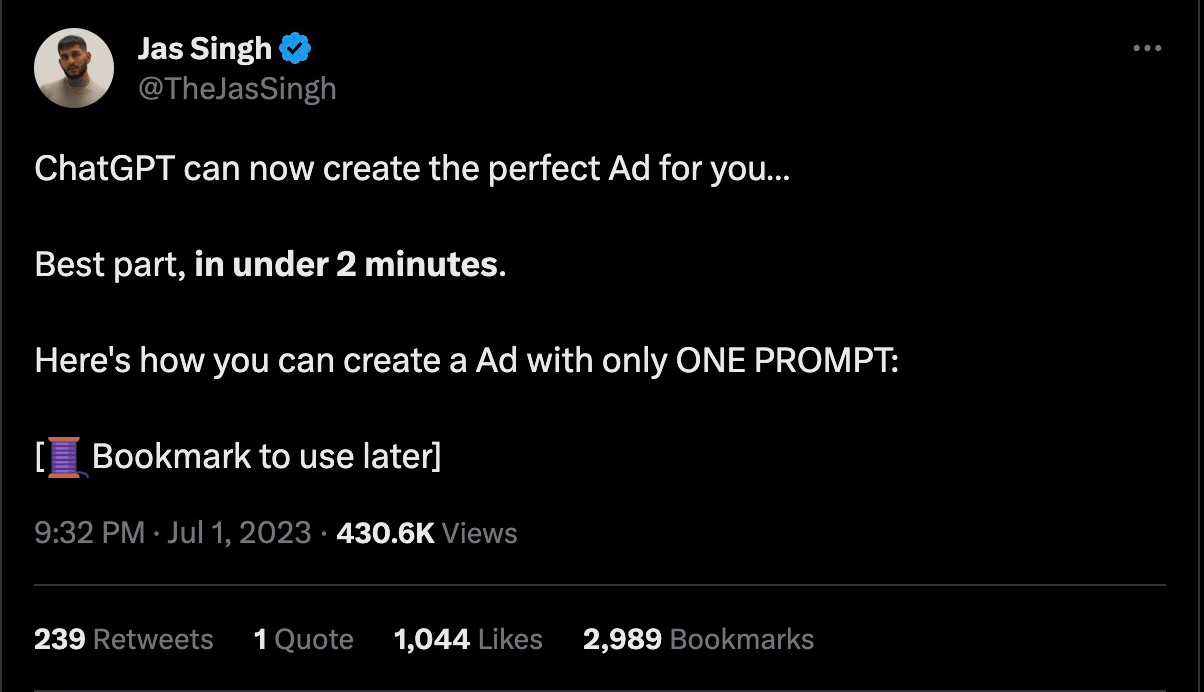 Jas Singh
@TheJasSingh
ChatGPT can now create the perfect Ad for you...
Best part, in under 2 minutes.
Here's how you can create a Ad with only ONE PROMPT:
[🧵 Bookmark to use later]
9:32 PM · Jul 1, 2023 · 430.6K Views
239 Retweets 1 Quote 1,044 Likes 2,989 Bookmarks